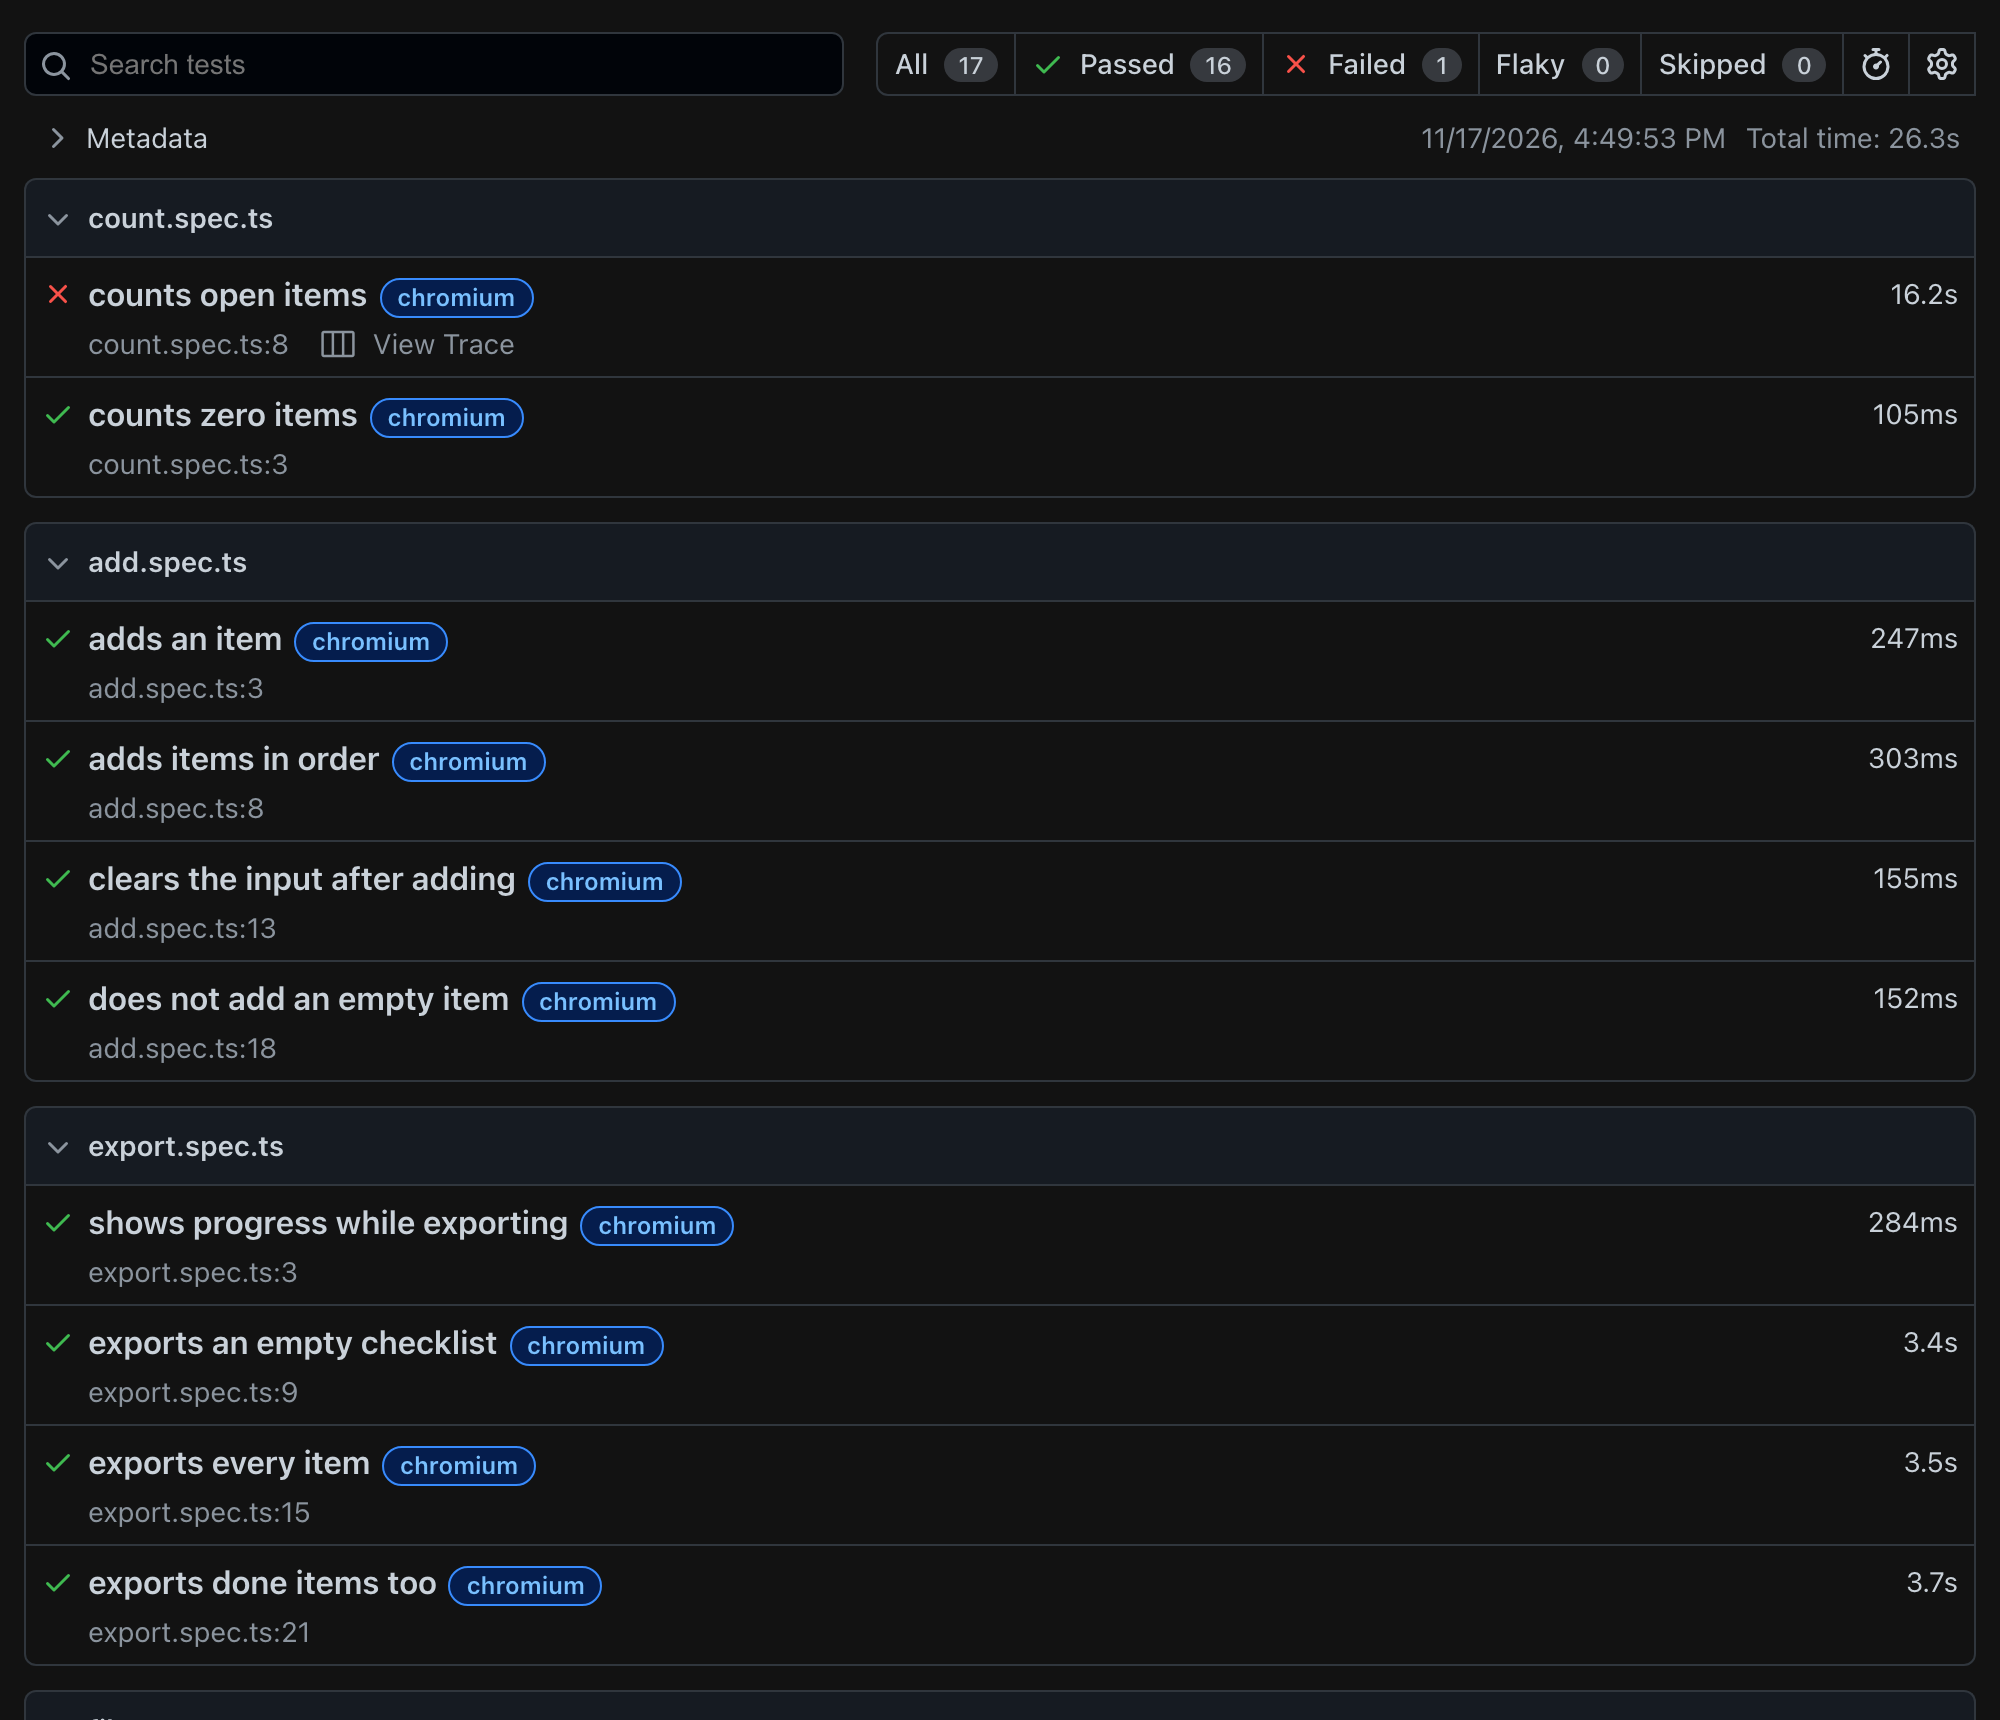 Search tests
All 17 Passed 16 Failed 1 Flaky 0 Skipped 0
Metadata 11/17/2026, 4:49:53 PM Total time: 26.3s
count.spec.ts
counts open items chromium 16.2s
count.spec.ts:8 View Trace
counts zero items chromium 105ms
count.spec.ts:3
add.spec.ts
adds an item chromium 247ms
add.spec.ts:3
adds items in order chromium 303ms
add.spec.ts:8
clears the input after adding chromium 155ms
add.spec.ts:13
does not add an empty item chromium 152ms
add.spec.ts:18
export.spec.ts
shows progress while exporting chromium 284ms
export.spec.ts:3
exports an empty checklist chromium 3.4s
export.spec.ts:9
exports every item chromium 3.5s
export.spec.ts:15
exports done items too chromium 3.7s
export.spec.ts:21